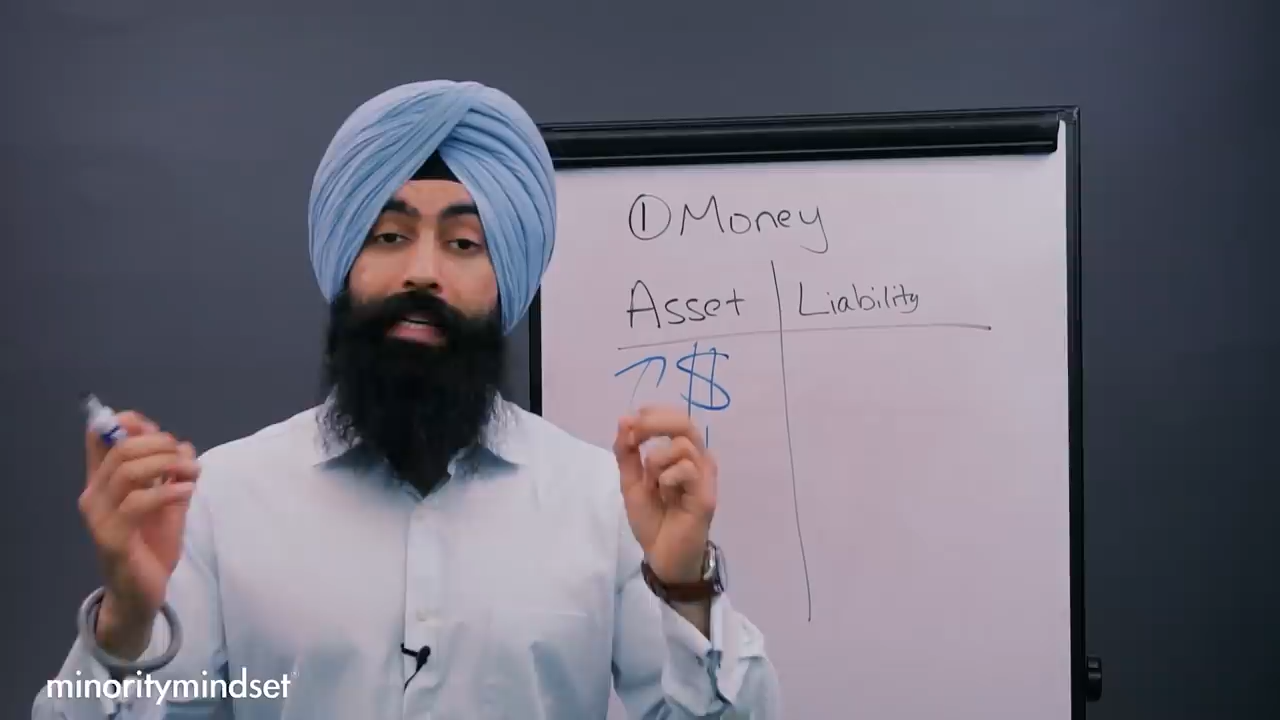 ① Money
Asset | Liability
↑ $
minoritymindset